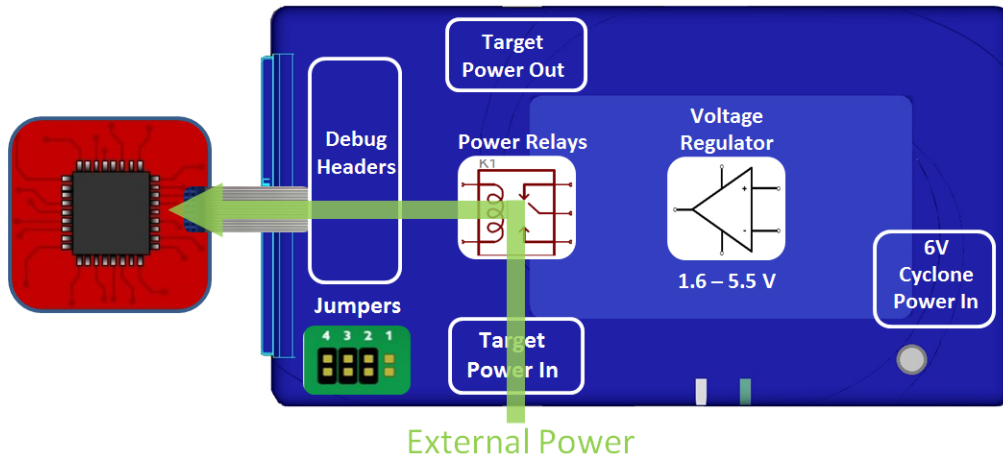 Target
Power Out
Debug
Headers
Power Relays
K1
Voltage
Regulator
+
-
1.6 – 5.5 V
6V
Cyclone
Power In
Jumpers
4 3 2 1
Target
Power In
External Power